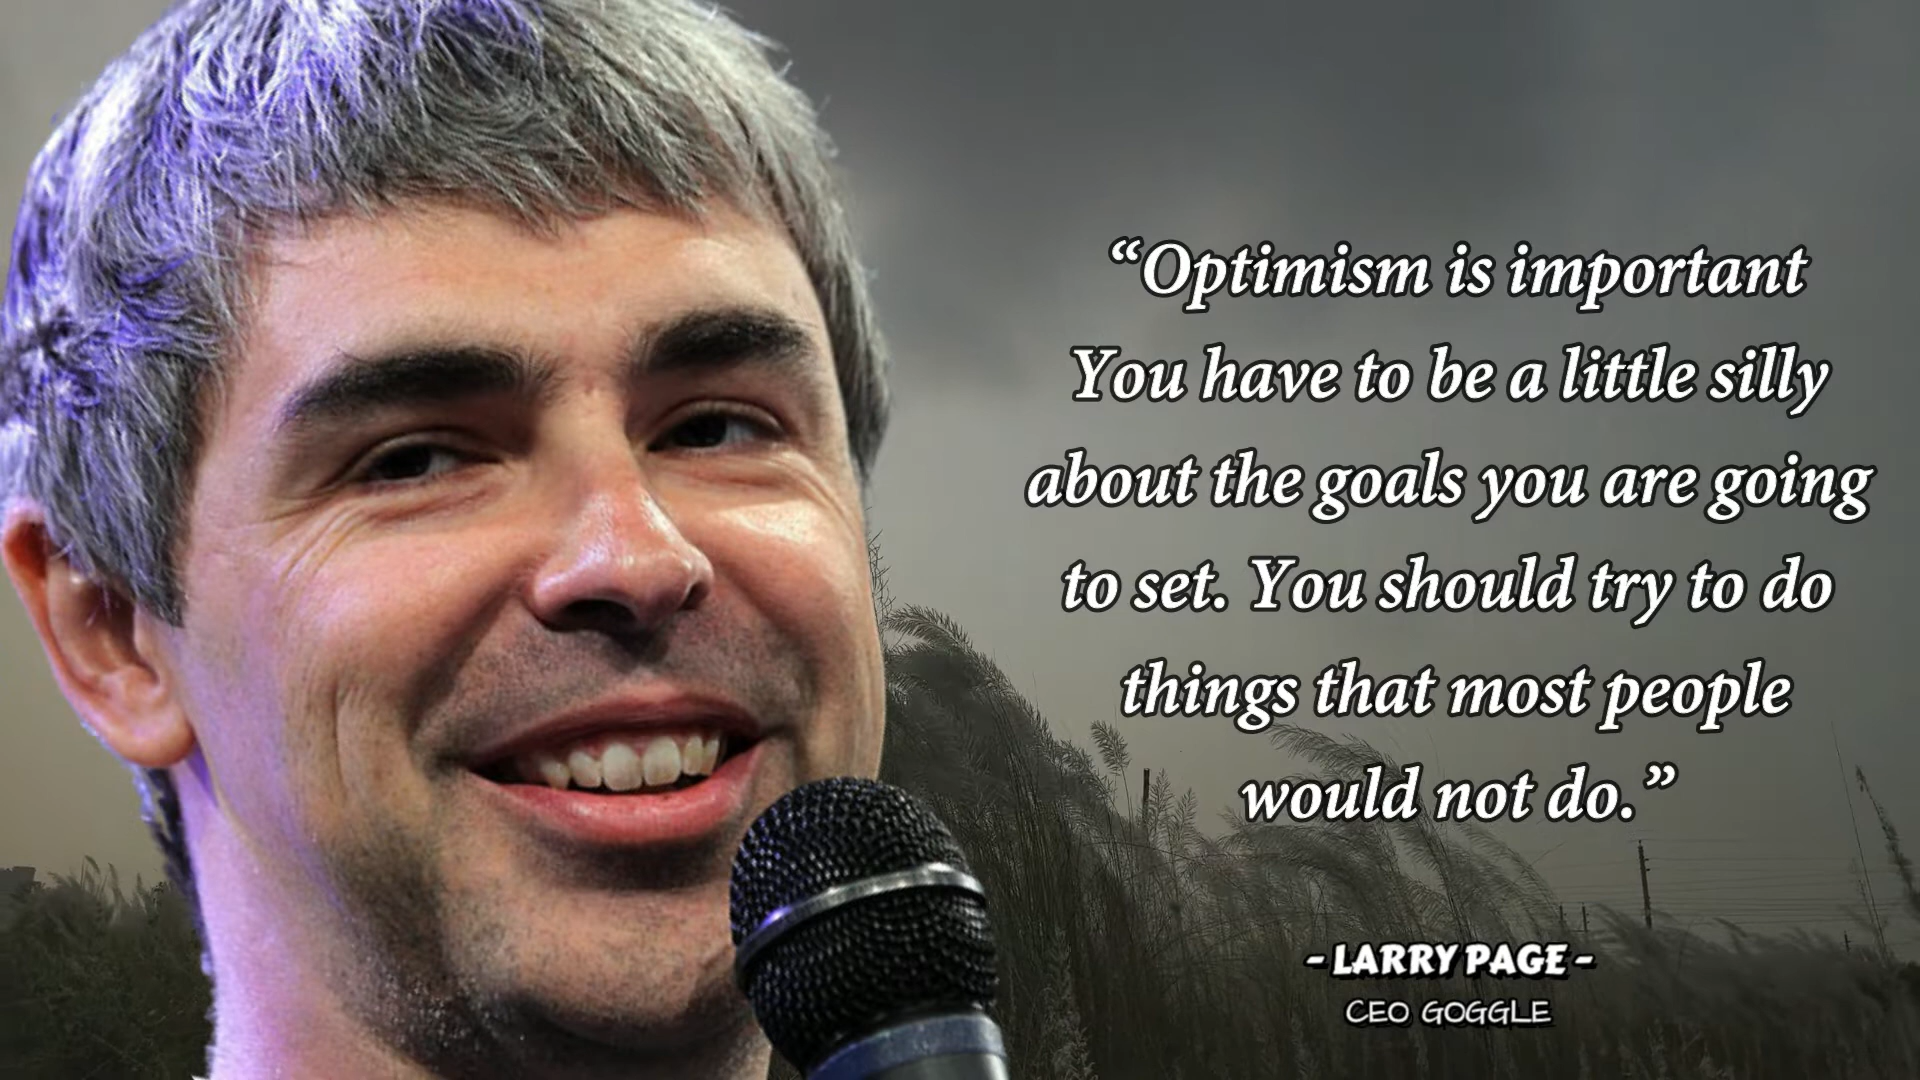 “Optimism is important
You have to be a little silly
about the goals you are going
to set. You should try to do
things that most people
would not do.”
- LARRY PAGE -
CEO GOGGLE